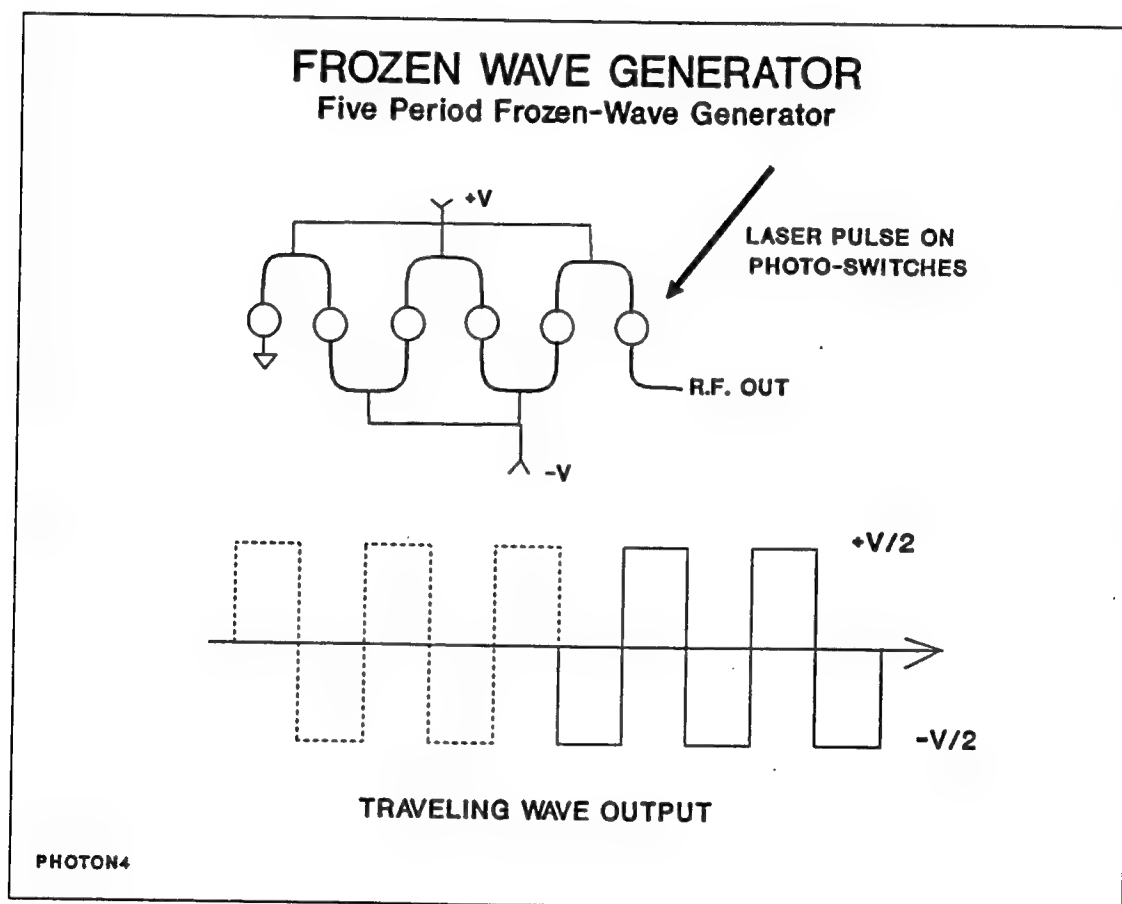 FROZEN WAVE GENERATOR
Five Period Frozen-Wave Generator
+V
LASER PULSE ON
PHOTO-SWITCHES
R.F. OUT
-V
+V/2
-V/2
TRAVELING WAVE OUTPUT
PHOTON4